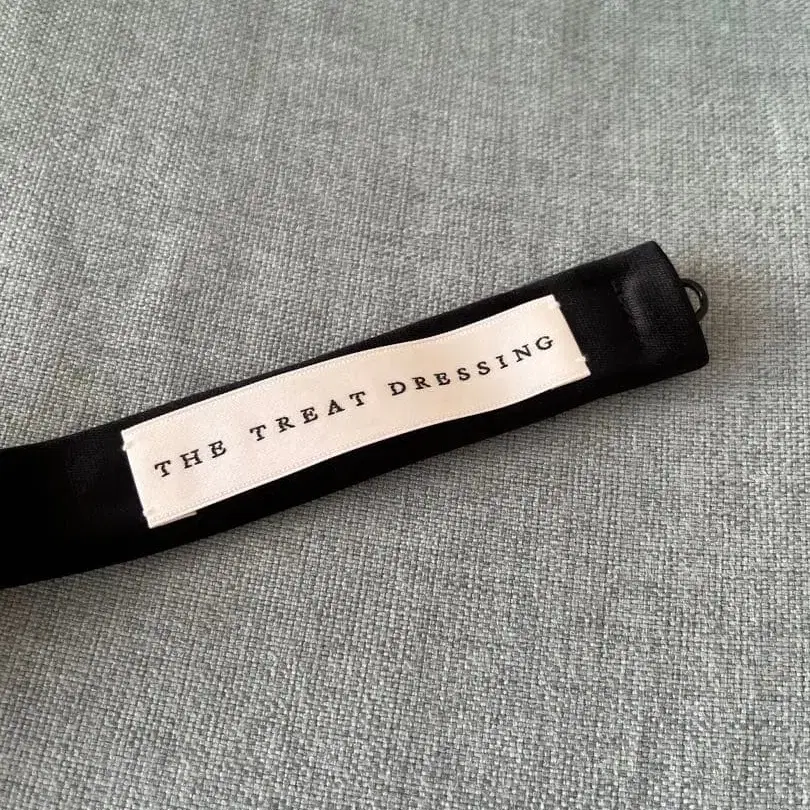 THE TREAT DRESSING